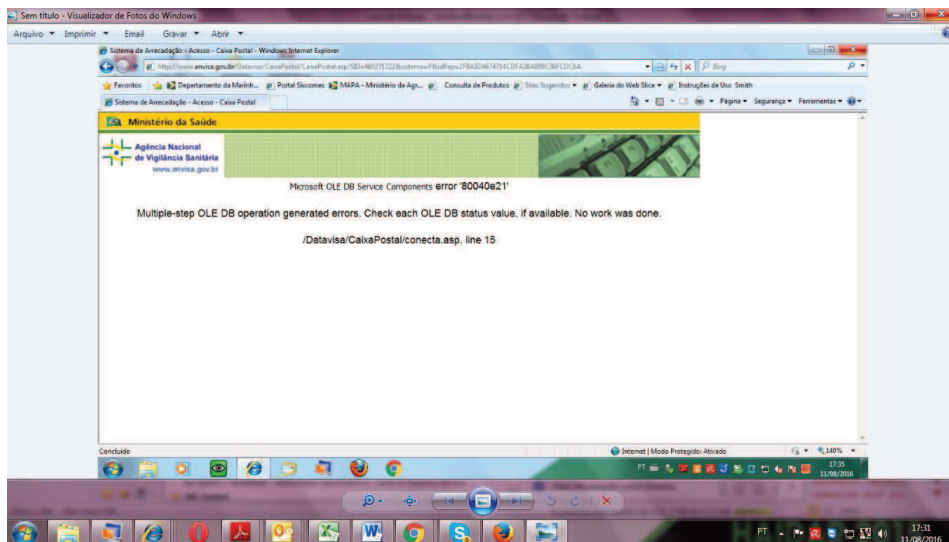 Sem título - Visualizador de Fotos do Windows
Arquivo Imprimir Email Gravar Abrir
Sistema de Arrecadação - Acesso - Caixa Postal - Windows Internet Explorer
Bing
Favoritos Departamento da Marinh... Portal Siscomex MAPA - Ministério da Agr... Consulta de Produtos Sites Sugeridos Galeria do Web Slice Instruções de Uso Smith
Sistema de Arrecadação - Acesso - Caixa Postal Página Segurança Ferramentas
Ministério da Saúde
Agência Nacional
de Vigilância Sanitária
www.anvisa.gov.br
Microsoft OLE DB Service Components error '80040e21'
Multiple-step OLE DB operation generated errors. Check each OLE DB status value, if available. No work was done.
/Datavisa/CaixaPostal/conecta.asp, line 15
Concluído Internet | Modo Protegido: Ativado 140%
PT 17:35
11/08/2016
PT 17:31
11/08/2016